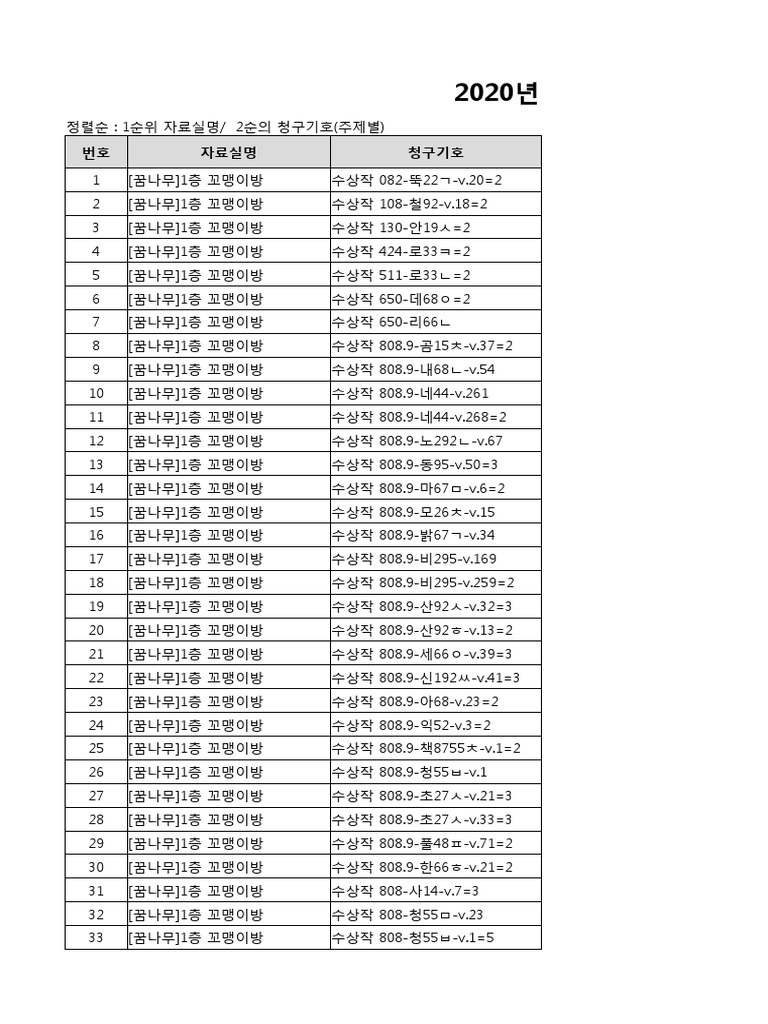 2020년
정렬순 : 1순위 자료실명/ 2순의 청구기호(주제별)
번호 자료실명 청구기호
1 [꿈나무]1층 꼬맹이방 수상작 082-뚝22ㄱ-v.20=2
2 [꿈나무]1층 꼬맹이방 수상작 108-철92-v.18=2
3 [꿈나무]1층 꼬맹이방 수상작 130-안19ㅅ=2
4 [꿈나무]1층 꼬맹이방 수상작 424-로33ㅋ=2
5 [꿈나무]1층 꼬맹이방 수상작 511-로33ㄴ=2
6 [꿈나무]1층 꼬맹이방 수상작 650-데68ㅇ=2
7 [꿈나무]1층 꼬맹이방 수상작 650-리66ㄴ
8 [꿈나무]1층 꼬맹이방 수상작 808.9-곰15ㅊ-v.37=2
9 [꿈나무]1층 꼬맹이방 수상작 808.9-내68ㄴ-v.54
10 [꿈나무]1층 꼬맹이방 수상작 808.9-네44-v.261
11 [꿈나무]1층 꼬맹이방 수상작 808.9-네44-v.268=2
12 [꿈나무]1층 꼬맹이방 수상작 808.9-노292ㄴ-v.67
13 [꿈나무]1층 꼬맹이방 수상작 808.9-동95-v.50=3
14 [꿈나무]1층 꼬맹이방 수상작 808.9-마67ㅁ-v.6=2
15 [꿈나무]1층 꼬맹이방 수상작 808.9-모26ㅊ-v.15
16 [꿈나무]1층 꼬맹이방 수상작 808.9-밝67ㄱ-v.34
17 [꿈나무]1층 꼬맹이방 수상작 808.9-비295-v.169
18 [꿈나무]1층 꼬맹이방 수상작 808.9-비295-v.259=2
19 [꿈나무]1층 꼬맹이방 수상작 808.9-산92ㅅ-v.32=3
20 [꿈나무]1층 꼬맹이방 수상작 808.9-산92ㅎ-v.13=2
21 [꿈나무]1층 꼬맹이방 수상작 808.9-세66ㅇ-v.39=3
22 [꿈나무]1층 꼬맹이방 수상작 808.9-신192ㅆ-v.41=3
23 [꿈나무]1층 꼬맹이방 수상작 808.9-아68-v.23=2
24 [꿈나무]1층 꼬맹이방 수상작 808.9-익52-v.3=2
25 [꿈나무]1층 꼬맹이방 수상작 808.9-책8755ㅊ-v.1=2
26 [꿈나무]1층 꼬맹이방 수상작 808.9-청55ㅂ-v.1
27 [꿈나무]1층 꼬맹이방 수상작 808.9-초27ㅅ-v.21=3
28 [꿈나무]1층 꼬맹이방 수상작 808.9-초27ㅅ-v.33=3
29 [꿈나무]1층 꼬맹이방 수상작 808.9-풀48ㅍ-v.71=2
30 [꿈나무]1층 꼬맹이방 수상작 808.9-한66ㅎ-v.21=2
31 [꿈나무]1층 꼬맹이방 수상작 808-사14-v.7=3
32 [꿈나무]1층 꼬맹이방 수상작 808-청55ㅁ-v.23
33 [꿈나무]1층 꼬맹이방 수상작 808-청55ㅂ-v.1=5